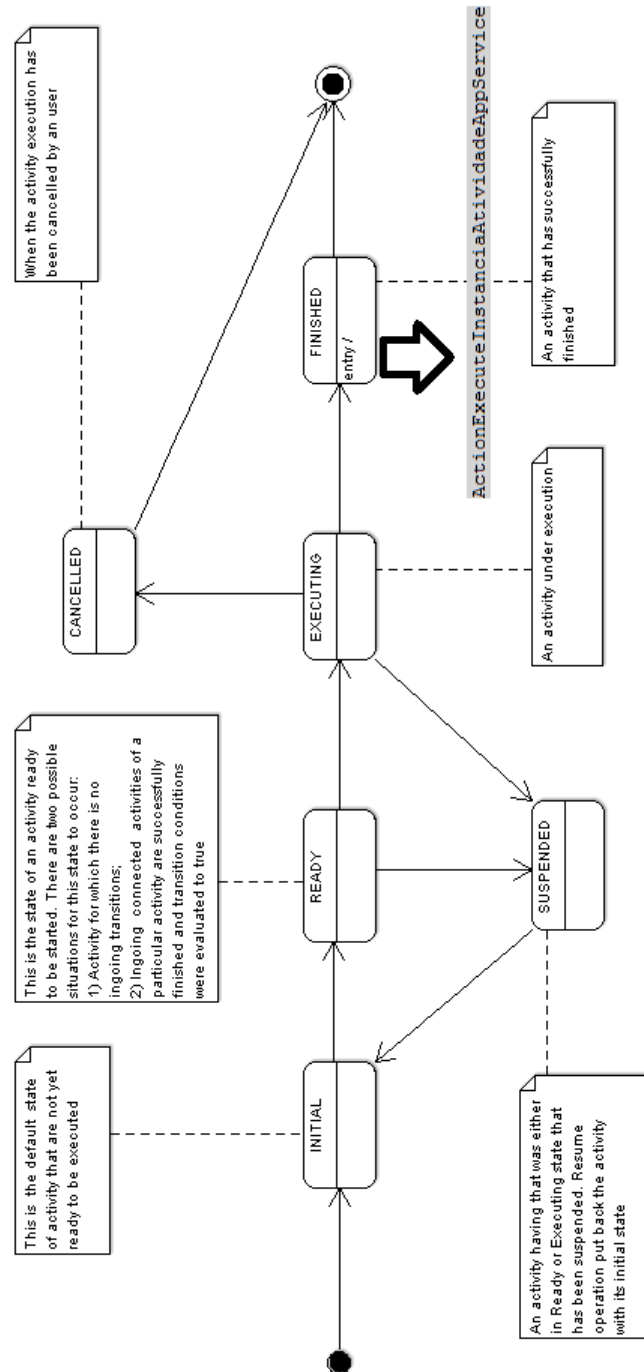 This is the default state
of activity that are not yet
ready to be executed
This is the state of an activity ready
to be started. There are two possible
situations for this state to occur:
1) Activity for which there is no
ingoing transitions;
2) Ingoing connected activities of a
particular activity are successfully
finished and transition conditions
were evaluated to true
When the activity execution has
been cancelled by an user
CANCELLED
INITIAL
READY
EXECUTING
FINISHED
entry /
ActionExecuteInstanciaAtividadeAppService
SUSPENDED
An activity having that was either
in Ready or Executing state that
has been suspended. Resume
operation put back the activity
with its initial state
An activity under execution
An activity that has successfully
finished